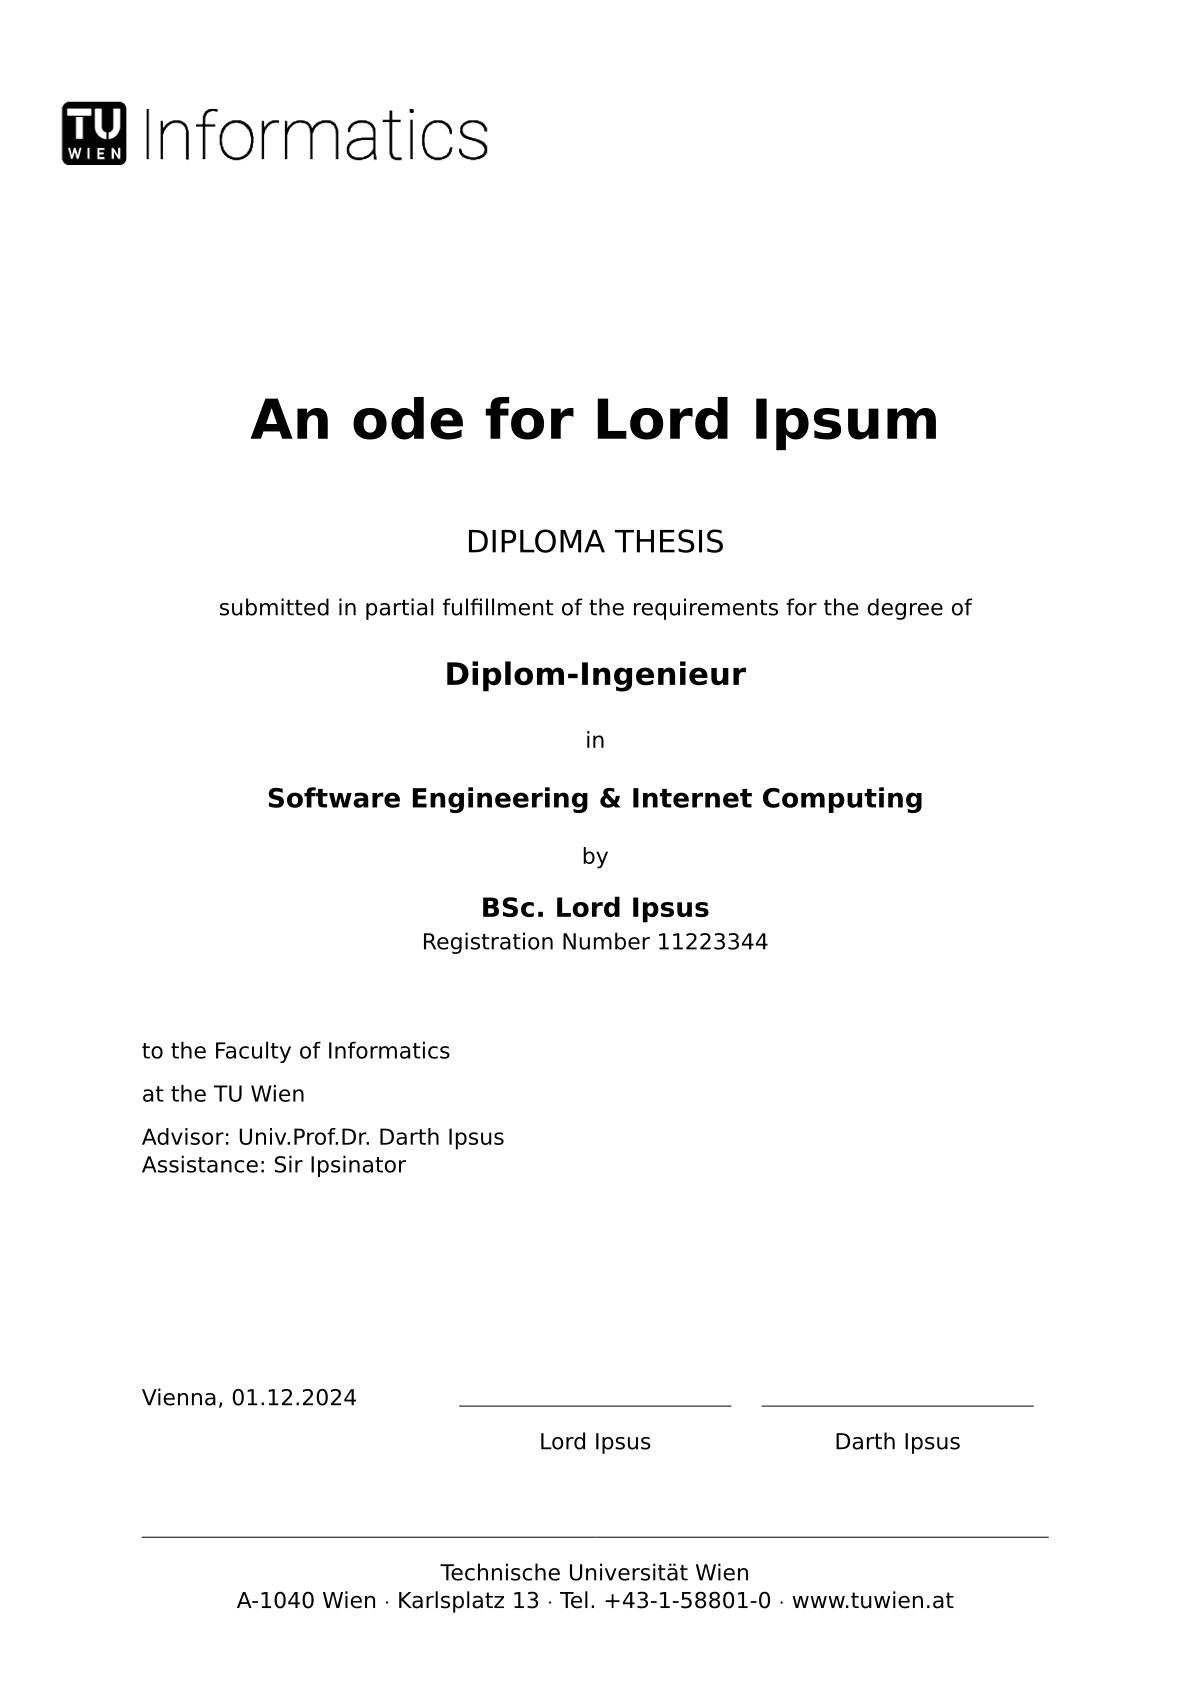 TU
WIEN
Informatics
An ode for Lord Ipsum
DIPLOMA THESIS
submitted in partial fulfillment of the requirements for the degree of
Diplom-Ingenieur
in
Software Engineering & Internet Computing
by
BSc. Lord Ipsus
Registration Number 11223344
to the Faculty of Informatics
at the TU Wien
Advisor: Univ.Prof.Dr. Darth Ipsus
Assistance: Sir Ipsinator
Vienna, 01.12.2024
Lord Ipsus Darth Ipsus
Technische Universität Wien
A-1040 Wien · Karlsplatz 13 · Tel. +43-1-58801-0 · www.tuwien.at